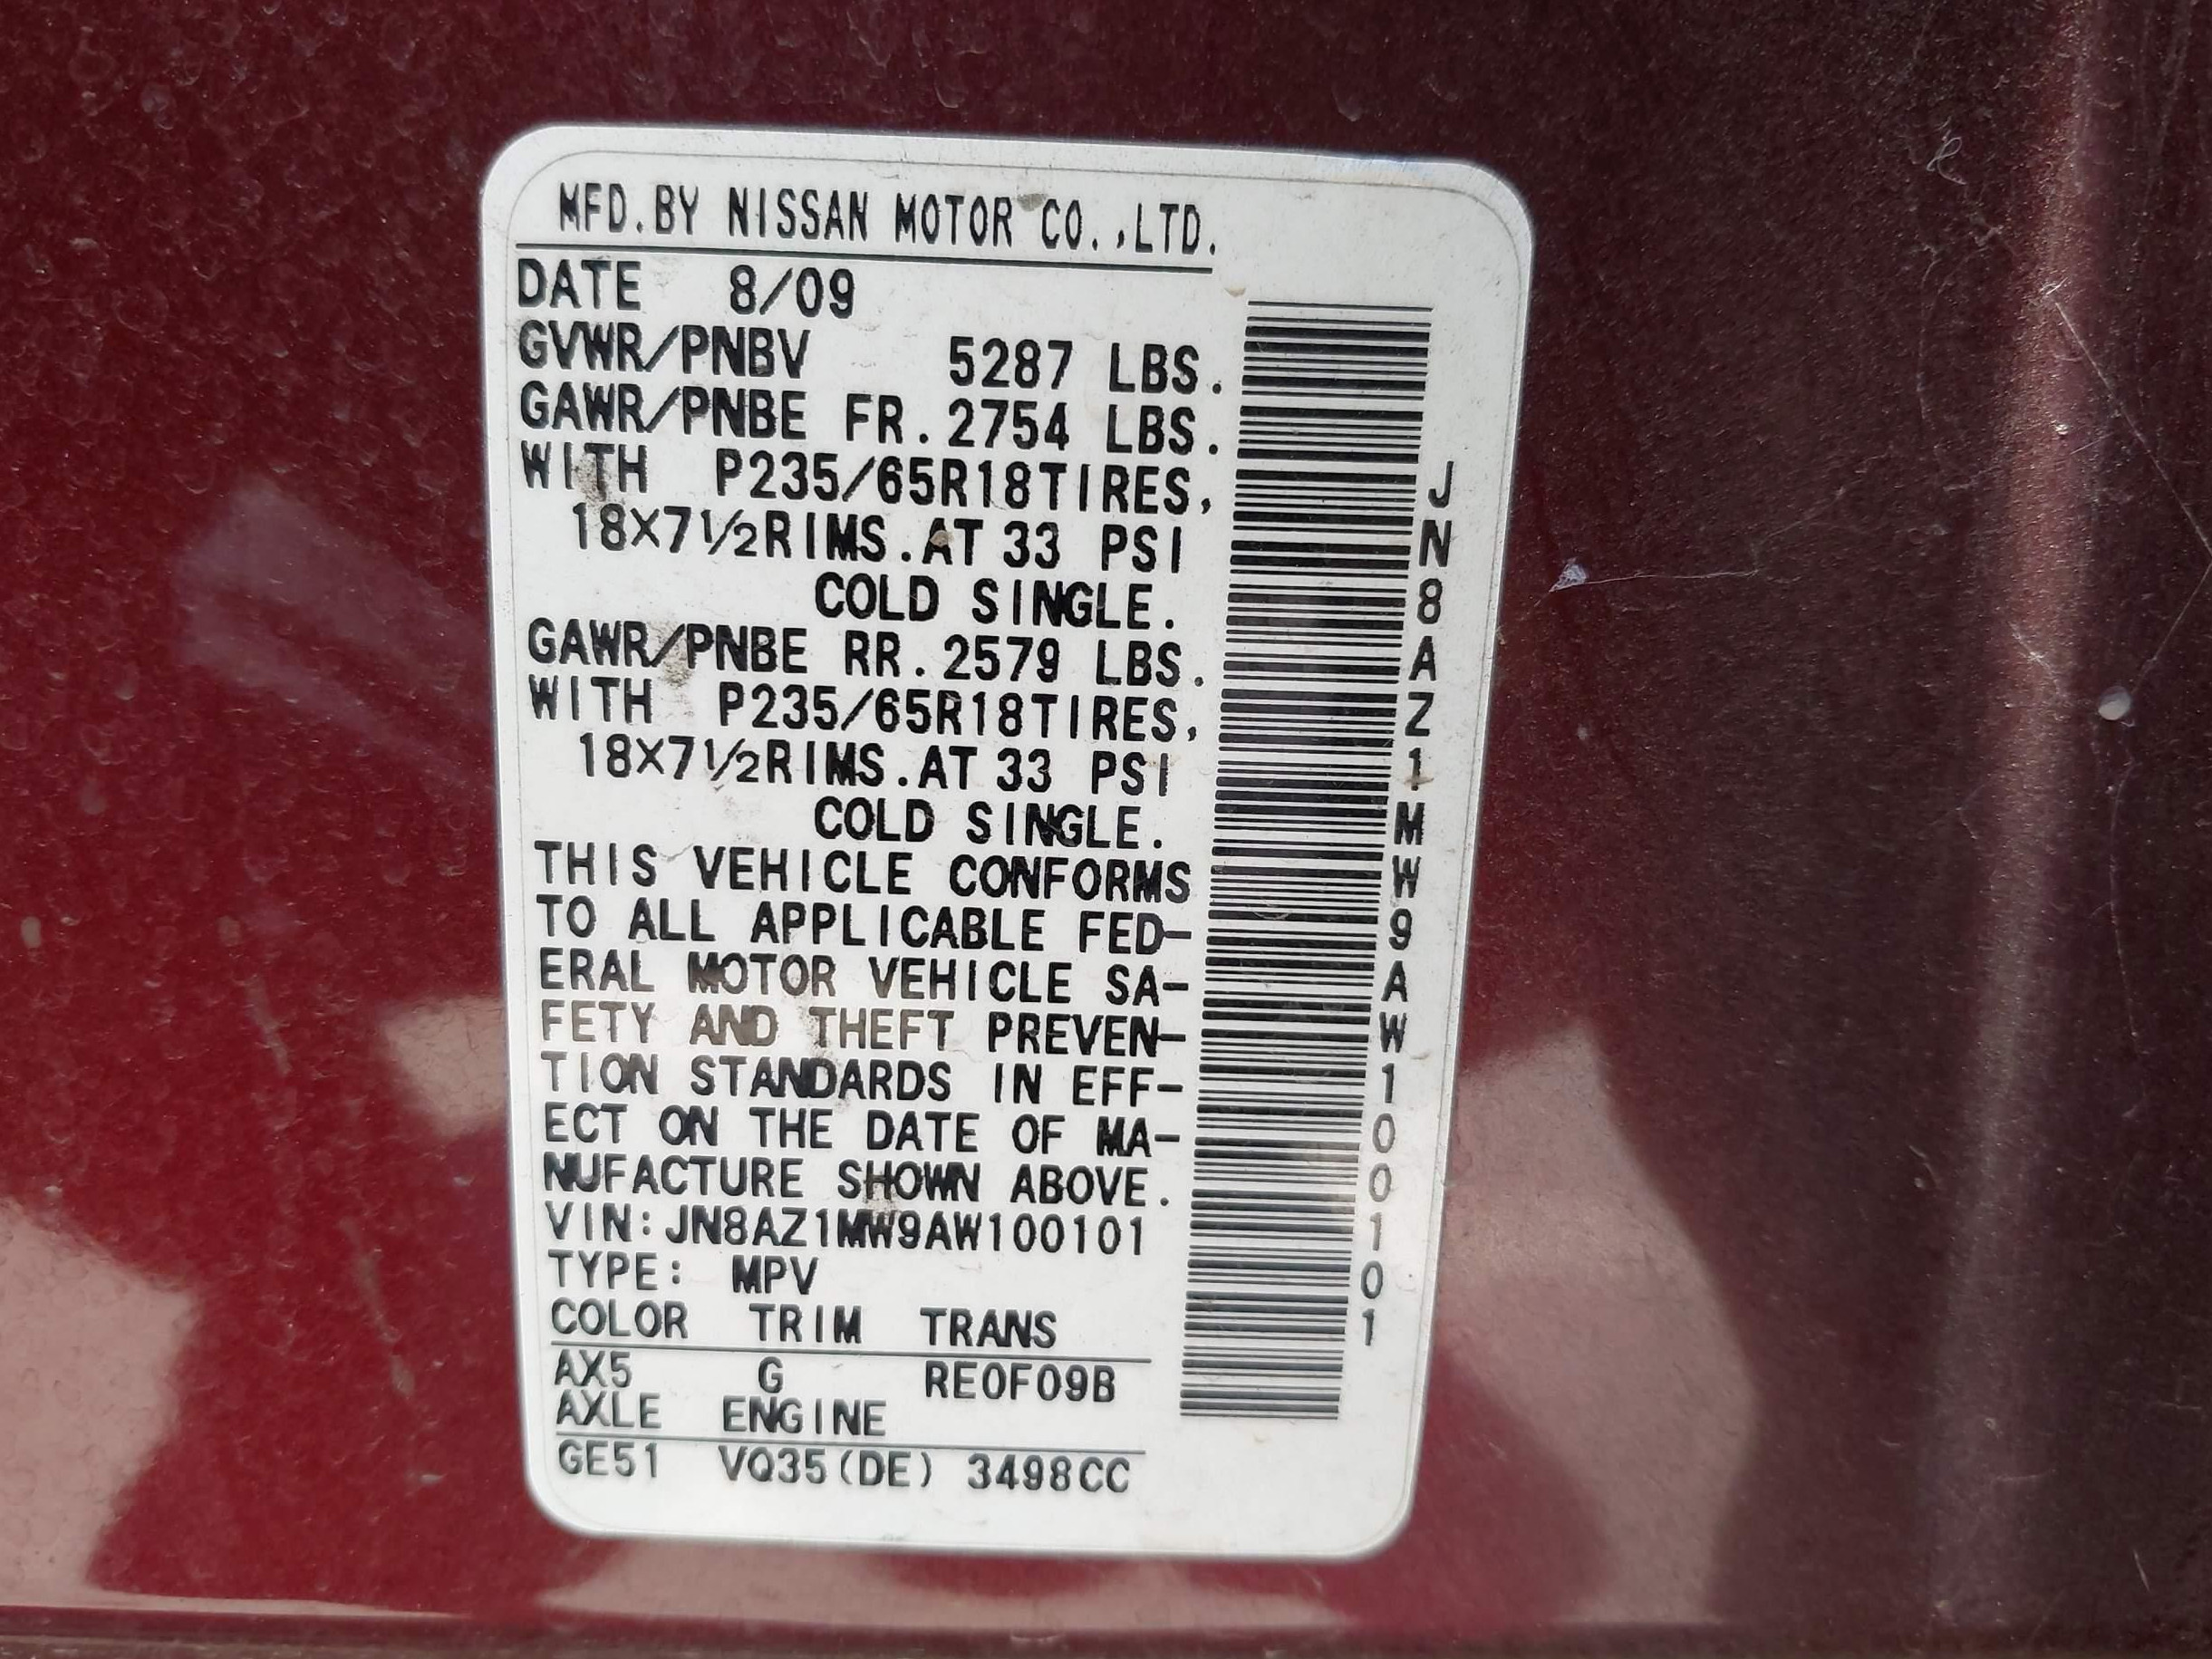 MFD.BY NISSAN MOTOR CO.,LTD.
DATE 8/09
GVWR/PNBV 5287 LBS.
GAWR/PNBE FR. 2754 LBS.
WITH P235/65R18TIRES,
18X7½RIMS.AT 33 PSI
COLD SINGLE.
GAWR/PNBE RR. 2579 LBS.
WITH P235/65R18TIRES,
18X7½RIMS.AT 33 PSI
COLD SINGLE.
THIS VEHICLE CONFORMS
TO ALL APPLICABLE FED-
ERAL MOTOR VEHICLE SA-
FETY AND THEFT PREVEN-
TION STANDARDS IN EFF-
ECT ON THE DATE OF MA-
NUFACTURE SHOWN ABOVE.
VIN:JN8AZ1MW9AW100101
TYPE: MPV
COLOR TRIM TRANS
AX5 G RE0F09B
AXLE ENGINE
GE51 VQ35(DE) 3498CC
JN8AZ1MW9AW100101